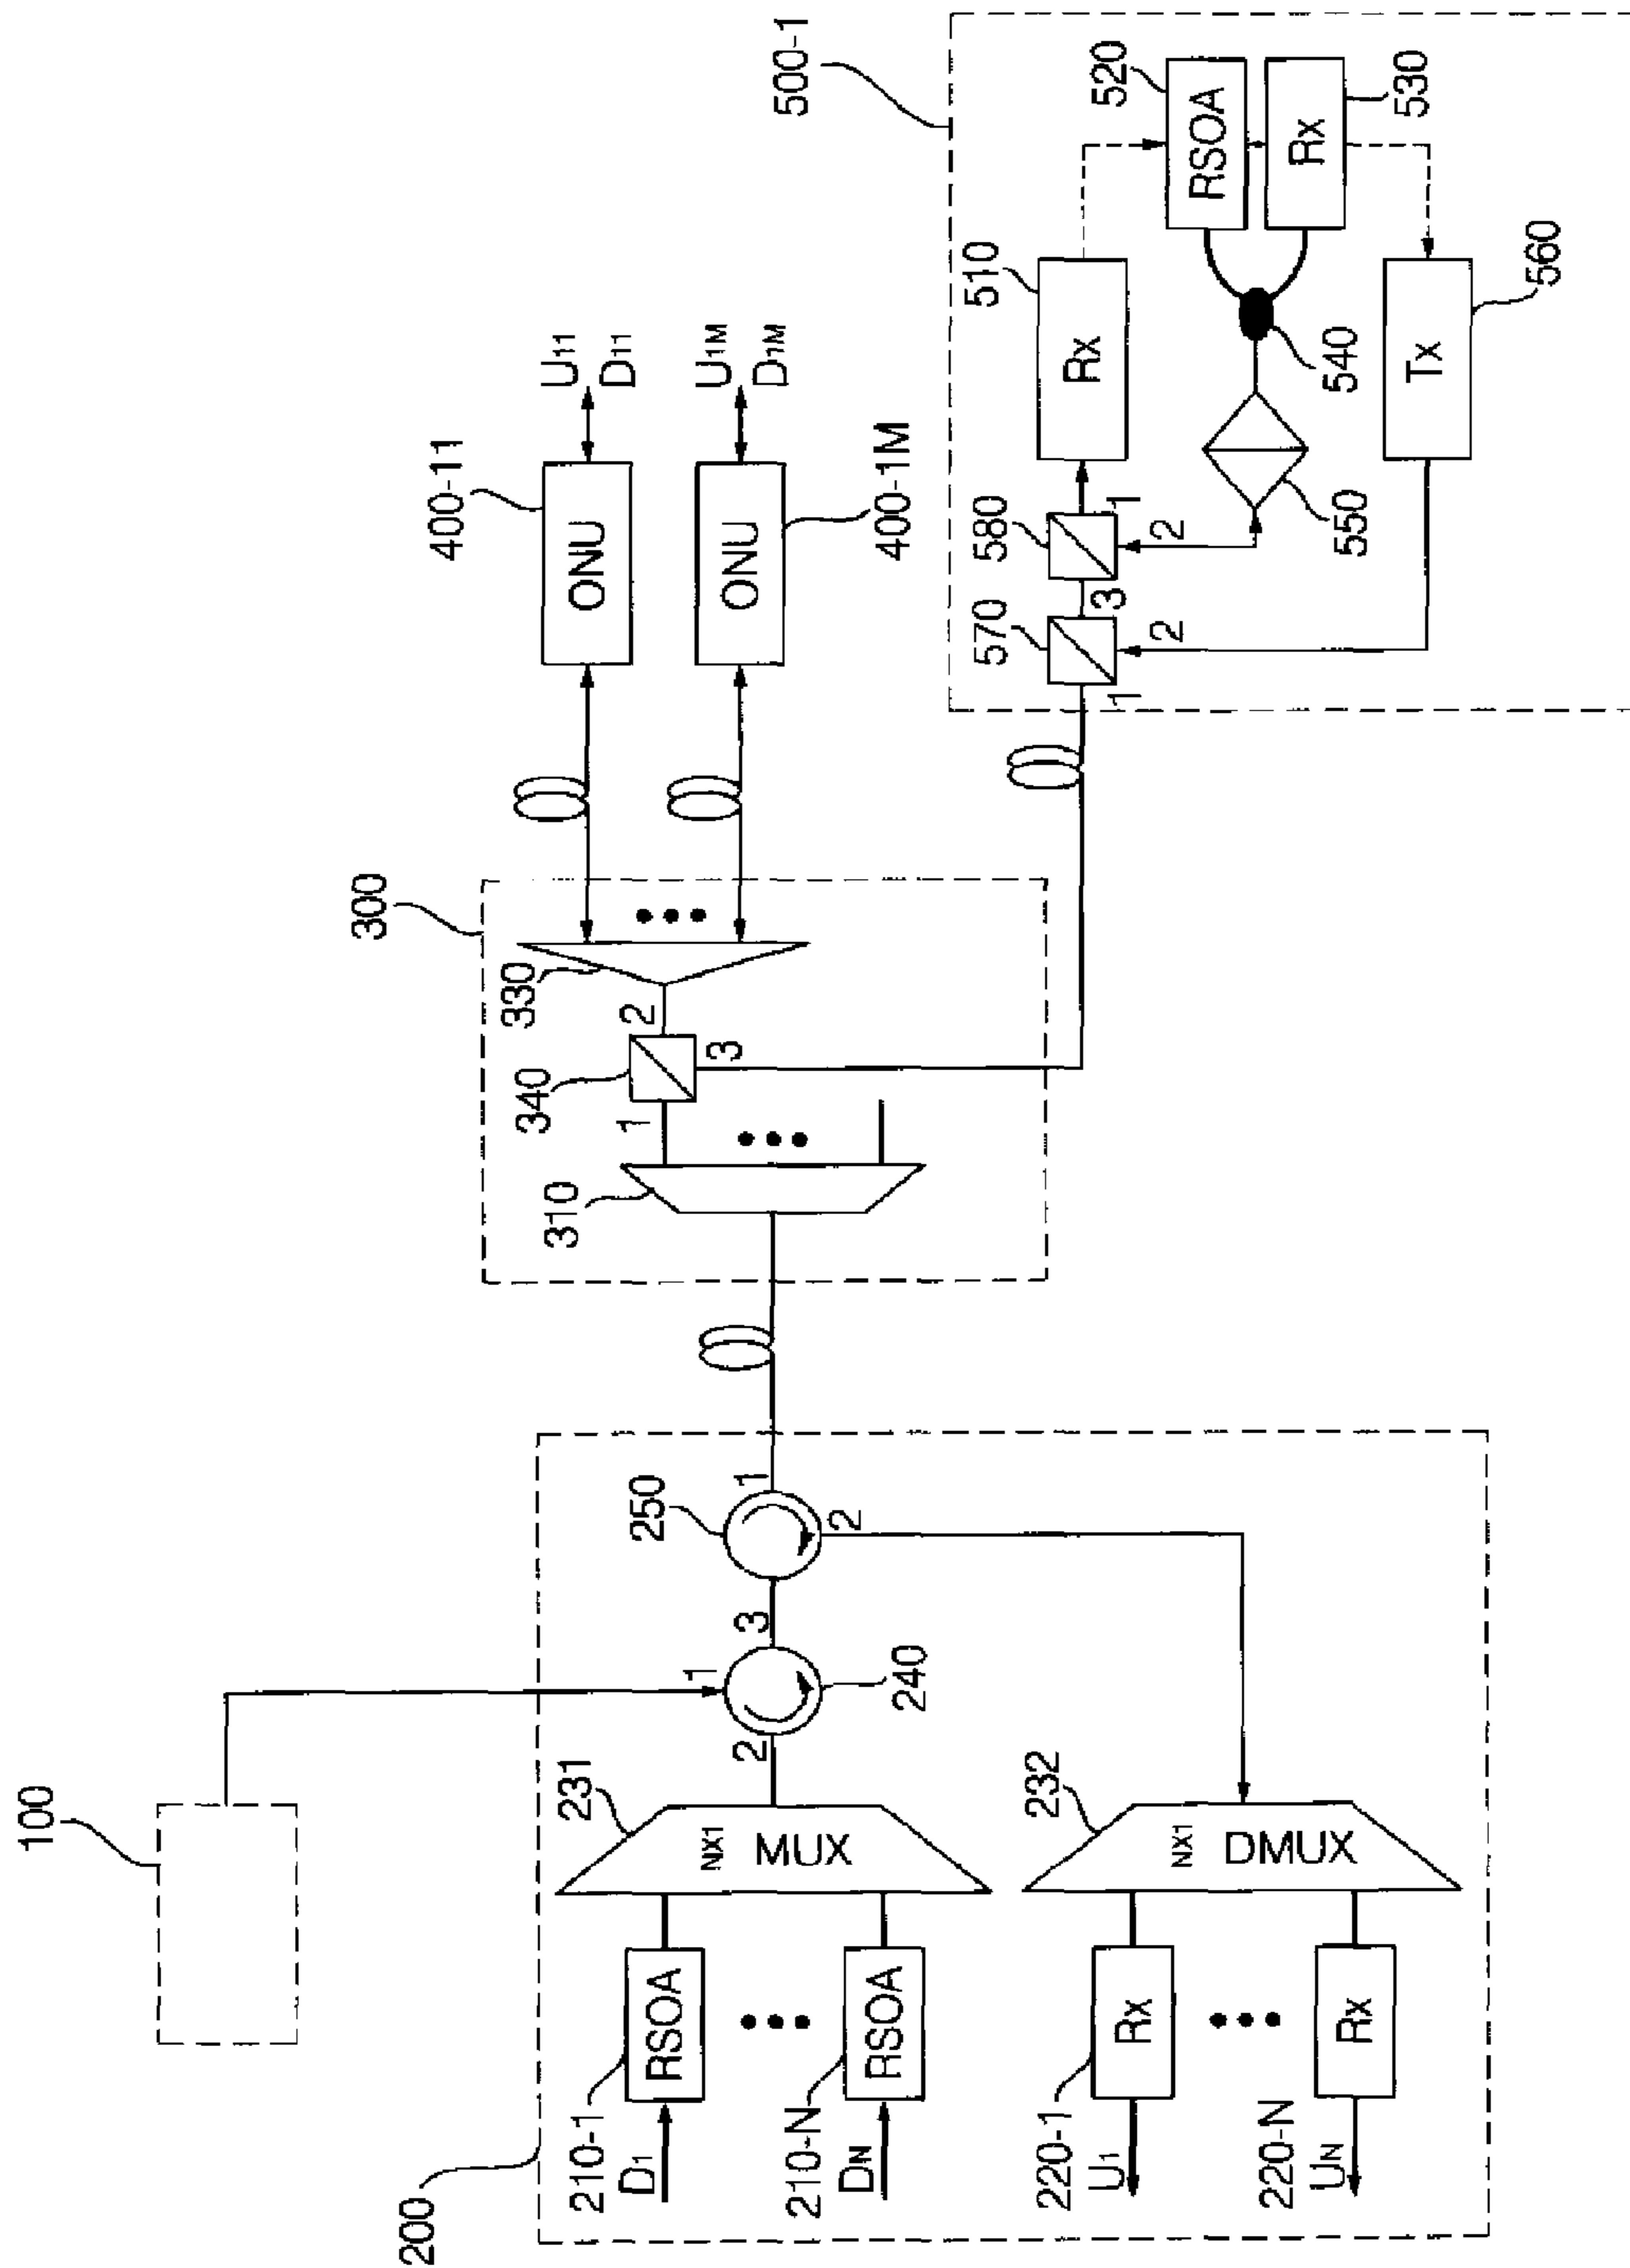 100
200
210-1
D1
RSOA
210-N
DN
RSOA
231
NX1 MUX
2
240
1
3
250
1
2
220-1
U1
Rx
220-N
UN
Rx
232
NX1 DMUX
300
310
1
340
2
3
330
400-11
ONU
U11
D11
400-1M
ONU
U1M
D1M
500-1
1
570
2
3
580
1
2
510
Rx
520
RSOA
530
Rx
540
550
560
Tx